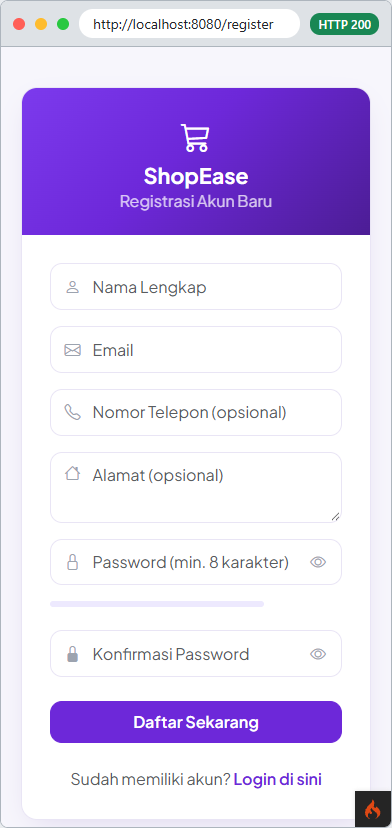 http://localhost:8080/register
HTTP 200
ShopEase
Registrasi Akun Baru
Nama Lengkap
Email
Nomor Telepon (opsional)
Alamat (opsional)
Password (min. 8 karakter)
Konfirmasi Password
Daftar Sekarang
Sudah memiliki akun? Login di sini